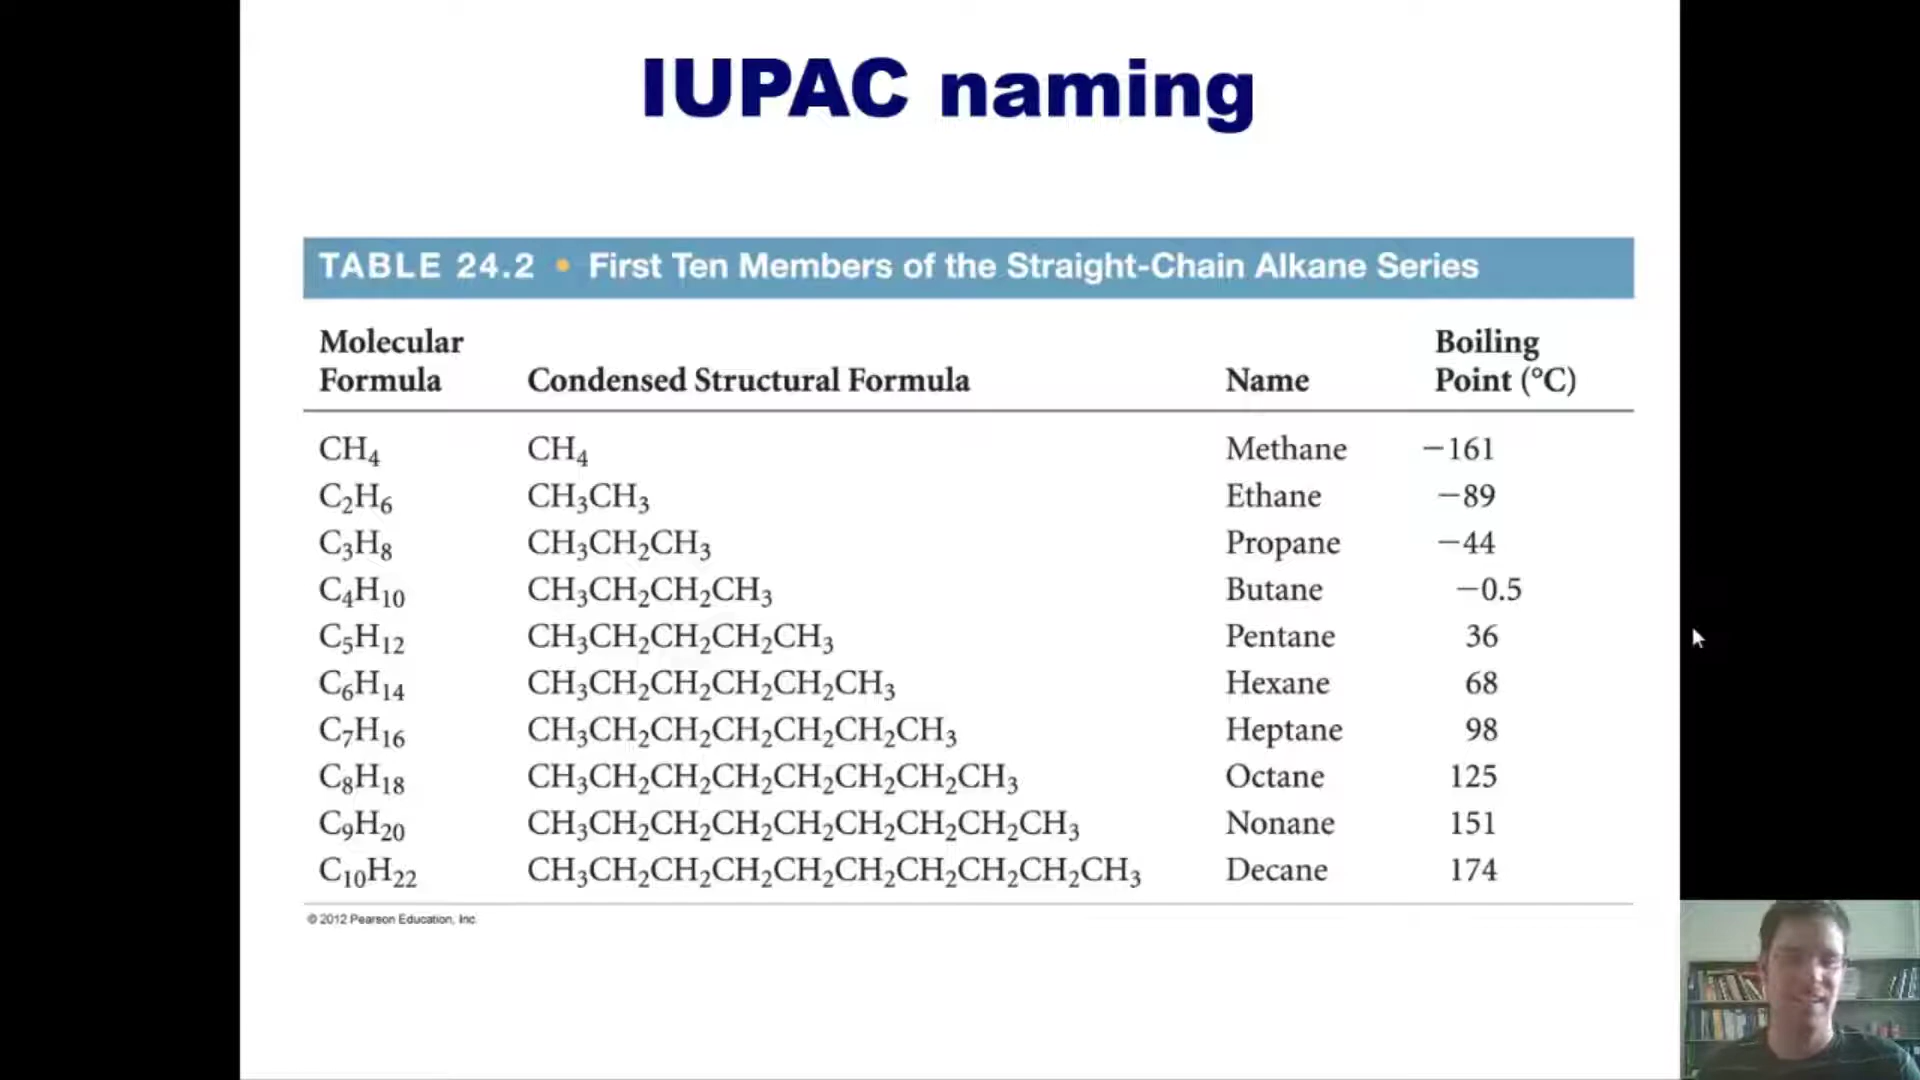 IUPAC naming
TABLE 24.2 • First Ten Members of the Straight-Chain Alkane Series
Molecular Formula Condensed Structural Formula Name Boiling Point (°C)
CH₄ CH₄ Methane −161
C₂H₆ CH₃CH₃ Ethane −89
C₃H₈ CH₃CH₂CH₃ Propane −44
C₄H₁₀ CH₃CH₂CH₂CH₃ Butane −0.5
C₅H₁₂ CH₃CH₂CH₂CH₂CH₃ Pentane 36
C₆H₁₄ CH₃CH₂CH₂CH₂CH₂CH₃ Hexane 68
C₇H₁₆ CH₃CH₂CH₂CH₂CH₂CH₂CH₃ Heptane 98
C₈H₁₈ CH₃CH₂CH₂CH₂CH₂CH₂CH₂CH₃ Octane 125
C₉H₂₀ CH₃CH₂CH₂CH₂CH₂CH₂CH₂CH₂CH₃ Nonane 151
C₁₀H₂₂ CH₃CH₂CH₂CH₂CH₂CH₂CH₂CH₂CH₂CH₃ Decane 174
© 2012 Pearson Education, Inc.